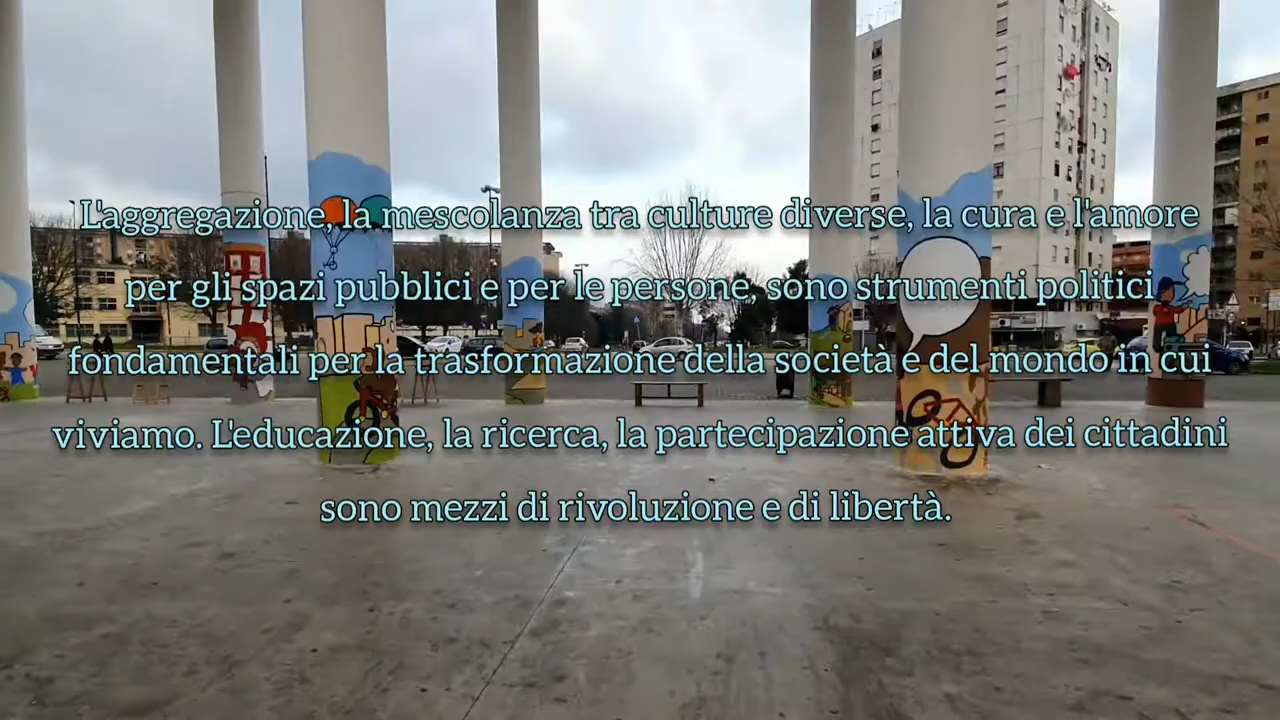 L'aggregazione, la mescolanza tra culture diverse, la cura e l'amore
per gli spazi pubblici e per le persone, sono strumenti politici
fondamentali per la trasformazione della società e del mondo in cui
viviamo. L'educazione, la ricerca, la partecipazione attiva dei cittadini
sono mezzi di rivoluzione e di libertà.